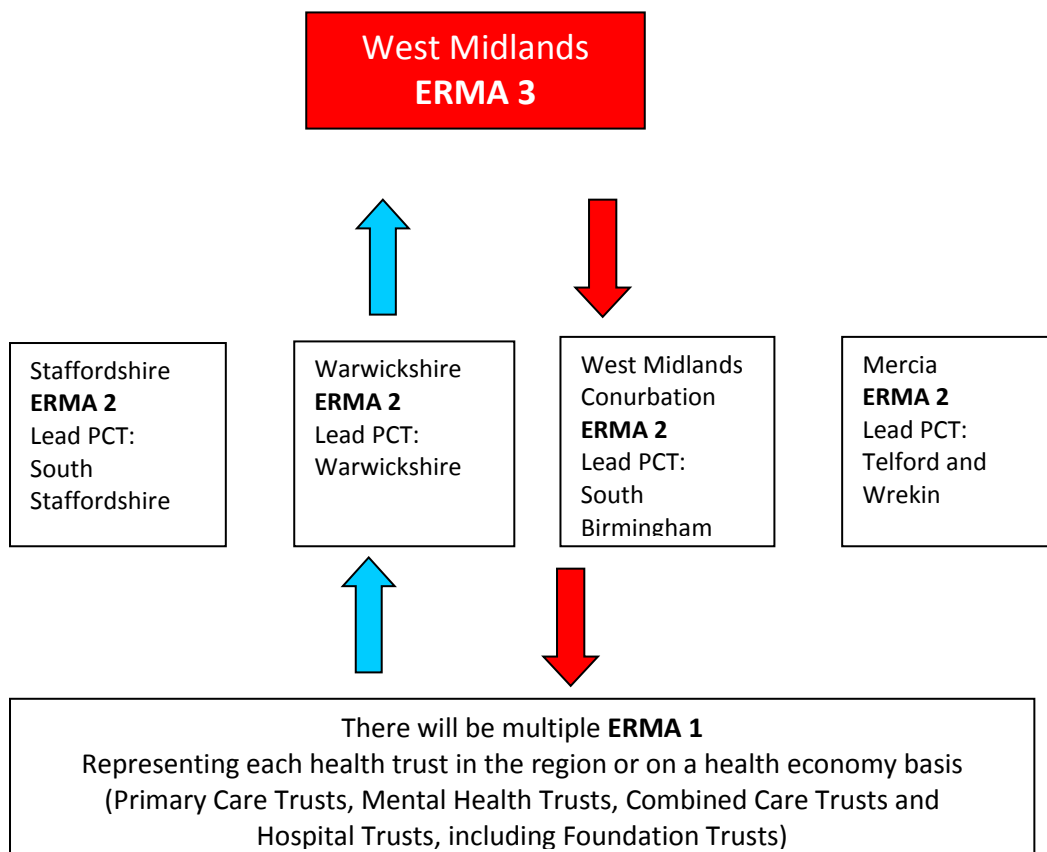 West Midlands
ERMA 3
Staffordshire
ERMA 2
Lead PCT:
South
Staffordshire
Warwickshire
ERMA 2
Lead PCT:
Warwickshire
West Midlands
Conurbation
ERMA 2
Lead PCT:
South
Birmingham
Mercia
ERMA 2
Lead PCT:
Telford and
Wrekin
There will be multiple ERMA 1
Representing each health trust in the region or on a health economy basis
(Primary Care Trusts, Mental Health Trusts, Combined Care Trusts and
Hospital Trusts, including Foundation Trusts)